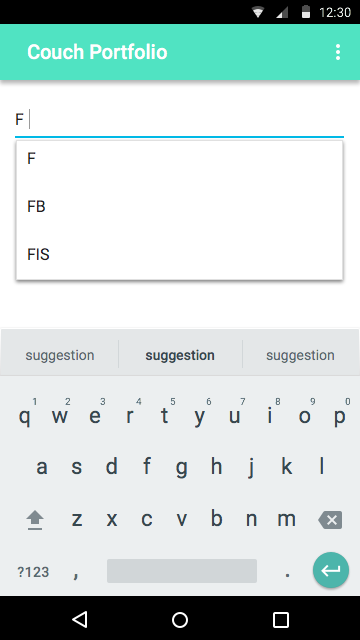 12:30
Couch Portfolio
F
F
FB
FIS
suggestion suggestion suggestion
1 2 3 4 5 6 7 8 9 0
q w e r t y u i o p
a s d f g h j k l
z x c v b n m
?123 , .